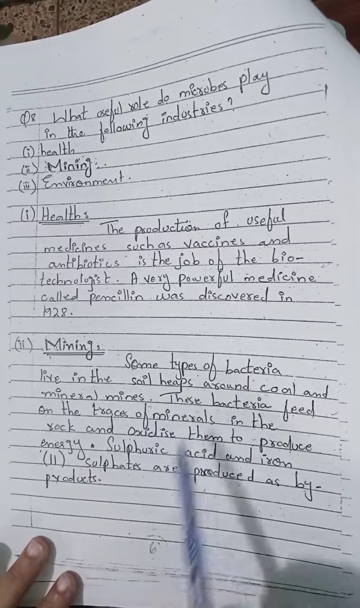 Q: What useful role do microbes play
in the following industries?
(i) health
(ii) Mining:
(iii) Environment.
(i) Health:
The production of useful
medicines such as vaccines and
antibiotics is the job of the bio-
technologist. A very powerful medicine
called pencillin was discovered in
1928.
(ii) Mining:
Some types of bacteria
live in the soil heaps around coal and
mineral mines. These bacteria feed
on the traces of minerals in the
rock and oxidise them to produce
energy. Sulphuric acid and iron
(II) sulphates are produced as by-
products.
6